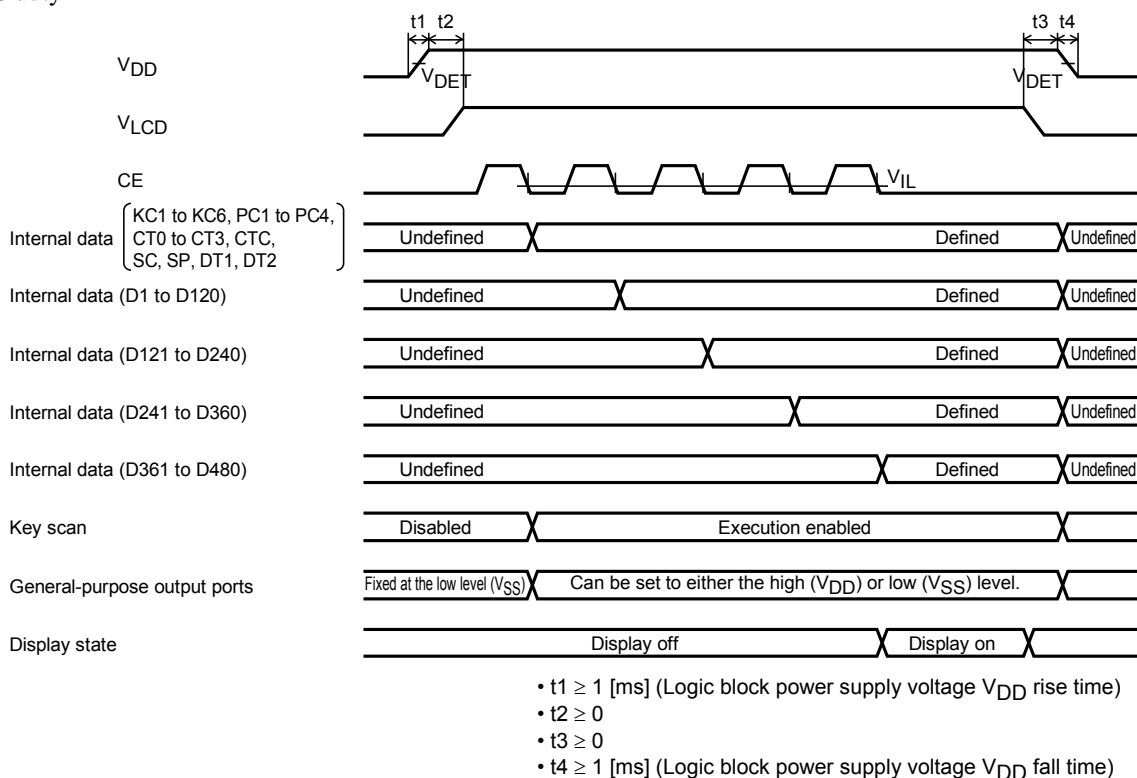 t1 t2 t3 t4
VDD
VDET VDET
VLCD
CE
VIL
Internal data
KC1 to KC6, PC1 to PC4,
CT0 to CT3, CTC,
SC, SP, DT1, DT2
Undefined Defined Undefined
Internal data (D1 to D120) Undefined Defined Undefined
Internal data (D121 to D240) Undefined Defined Undefined
Internal data (D241 to D360) Undefined Defined Undefined
Internal data (D361 to D480) Undefined Defined Undefined
Key scan Disabled Execution enabled
General-purpose output ports Fixed at the low level (VSS) Can be set to either the high (VDD) or low (VSS) level.
Display state Display off Display on
• t1 ≥ 1 [ms] (Logic block power supply voltage VDD rise time)
• t2 ≥ 0
• t3 ≥ 0
• t4 ≥ 1 [ms] (Logic block power supply voltage VDD fall time)